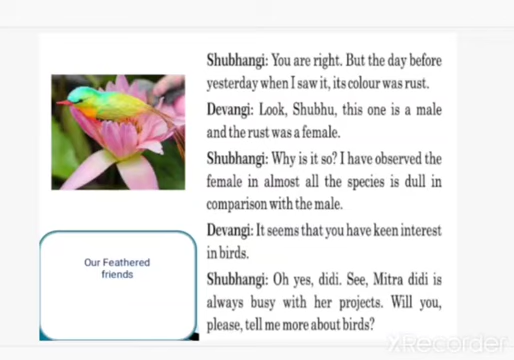 Shubhangi: You are right. But the day before
yesterday when I saw it, its colour was rust.
Devangi: Look, Shubhu, this one is a male
and the rust was a female.
Shubhangi: Why is it so? I have observed the
female in almost all the species is dull in
comparison with the male.
Devangi: It seems that you have keen interest
in birds.
Shubhangi: Oh yes, didi. See, Mitra didi is
always busy with her projects. Will you,
please, tell me more about birds?
Our Feathered
friends
XRecorder